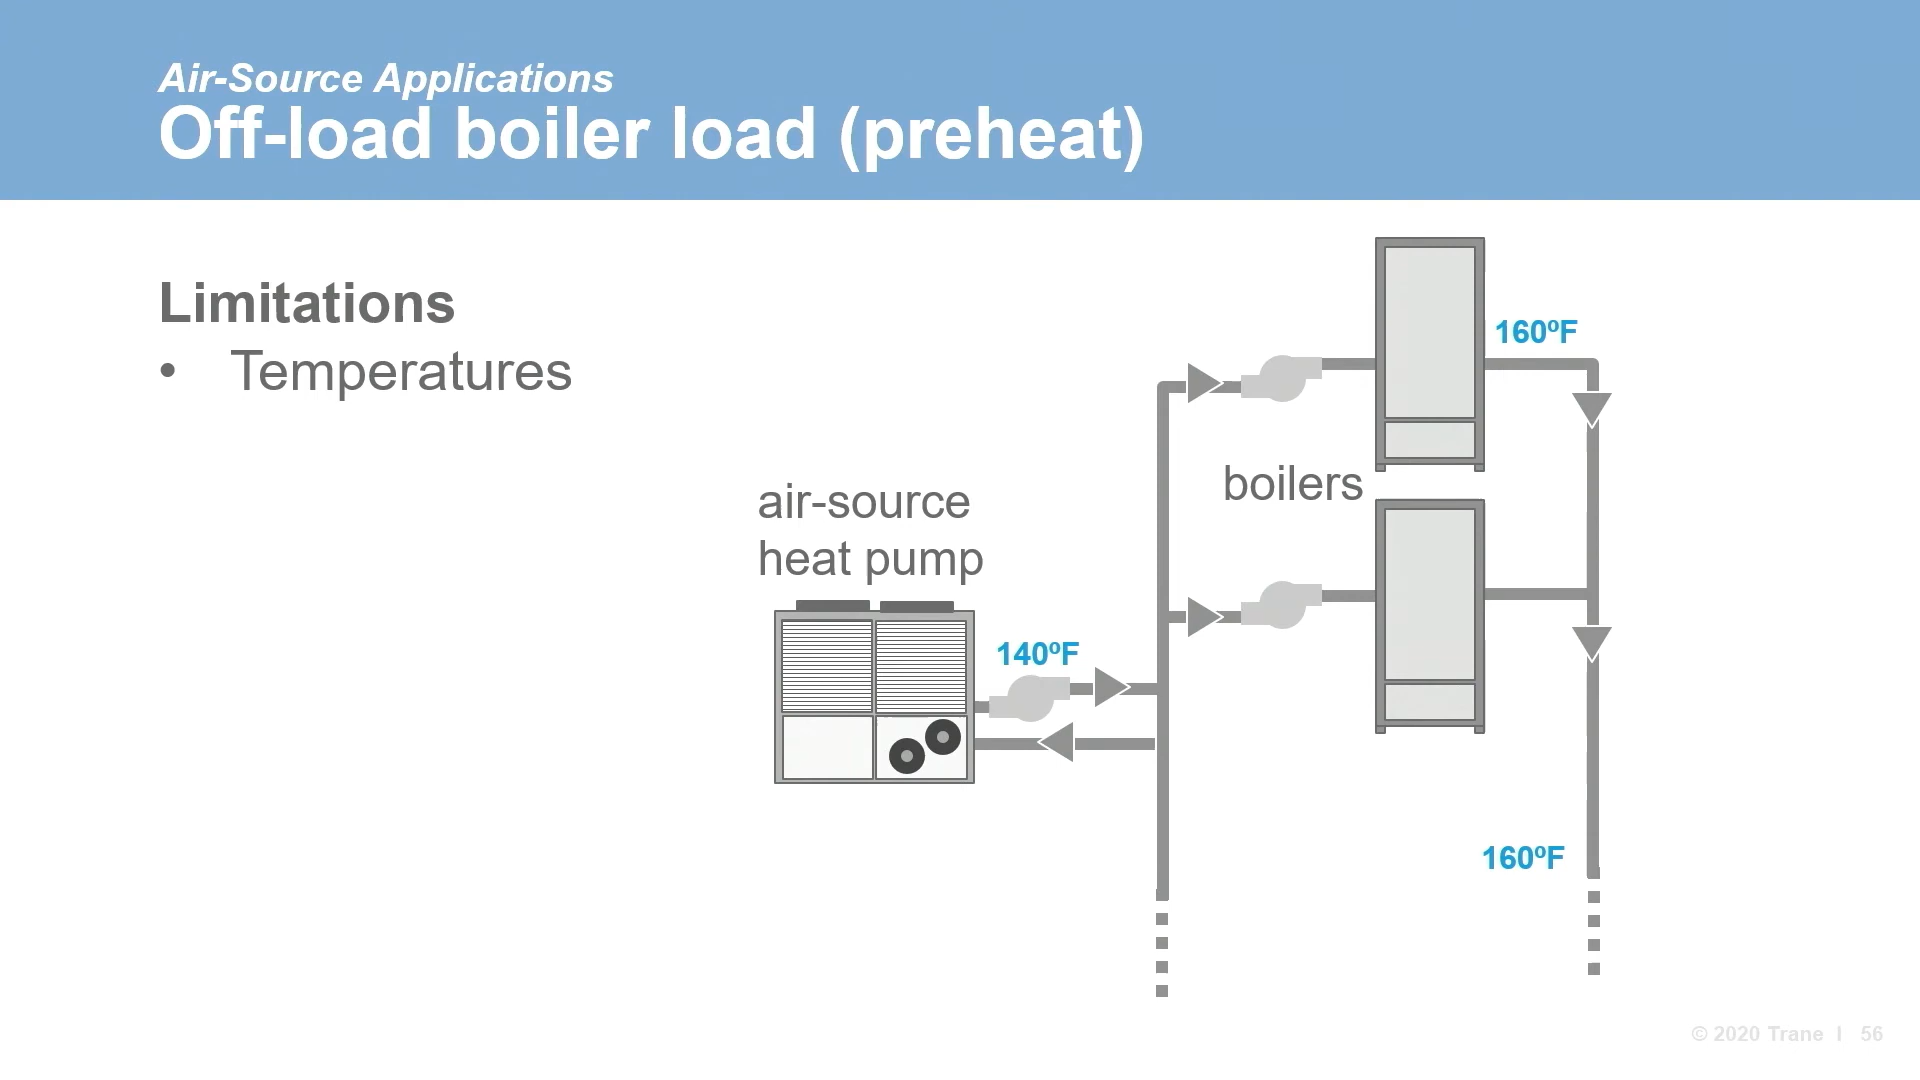 Air-Source Applications
Off-load boiler load (preheat)
Limitations
• Temperatures
160ºF
boilers
air-source
heat pump
140ºF
160ºF
© 2020 Trane I 56